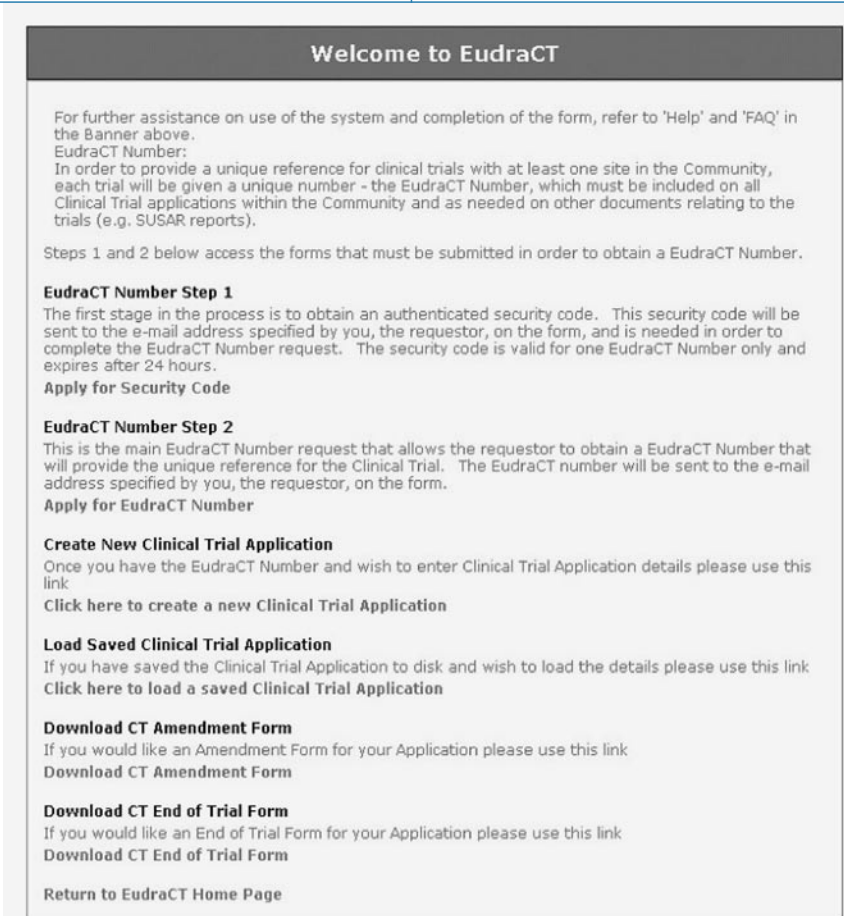 Welcome to EudraCT
For further assistance on use of the system and completion of the form, refer to 'Help' and 'FAQ' in
the Banner above.
EudraCT Number:
In order to provide a unique reference for clinical trials with at least one site in the Community,
each trial will be given a unique number - the EudraCT Number, which must be included on all
Clinical Trial applications within the Community and as needed on other documents relating to the
trials (e.g. SUSAR reports).
Steps 1 and 2 below access the forms that must be submitted in order to obtain a EudraCT Number.
EudraCT Number Step 1
The first stage in the process is to obtain an authenticated security code. This security code will be
sent to the e-mail address specified by you, the requestor, on the form, and is needed in order to
complete the EudraCT Number request. The security code is valid for one EudraCT Number only and
expires after 24 hours.
Apply for Security Code
EudraCT Number Step 2
This is the main EudraCT Number request that allows the requestor to obtain a EudraCT Number that
will provide the unique reference for the Clinical Trial. The EudraCT number will be sent to the e-mail
address specified by you, the requestor, on the form.
Apply for EudraCT Number
Create New Clinical Trial Application
Once you have the EudraCT Number and wish to enter Clinical Trial Application details please use this
link
Click here to create a new Clinical Trial Application
Load Saved Clinical Trial Application
If you have saved the Clinical Trial Application to disk and wish to load the details please use this link
Click here to load a saved Clinical Trial Application
Download CT Amendment Form
If you would like an Amendment Form for your Application please use this link
Download CT Amendment Form
Download CT End of Trial Form
If you would like an End of Trial Form for your Application please use this link
Download CT End of Trial Form
Return to EudraCT Home Page